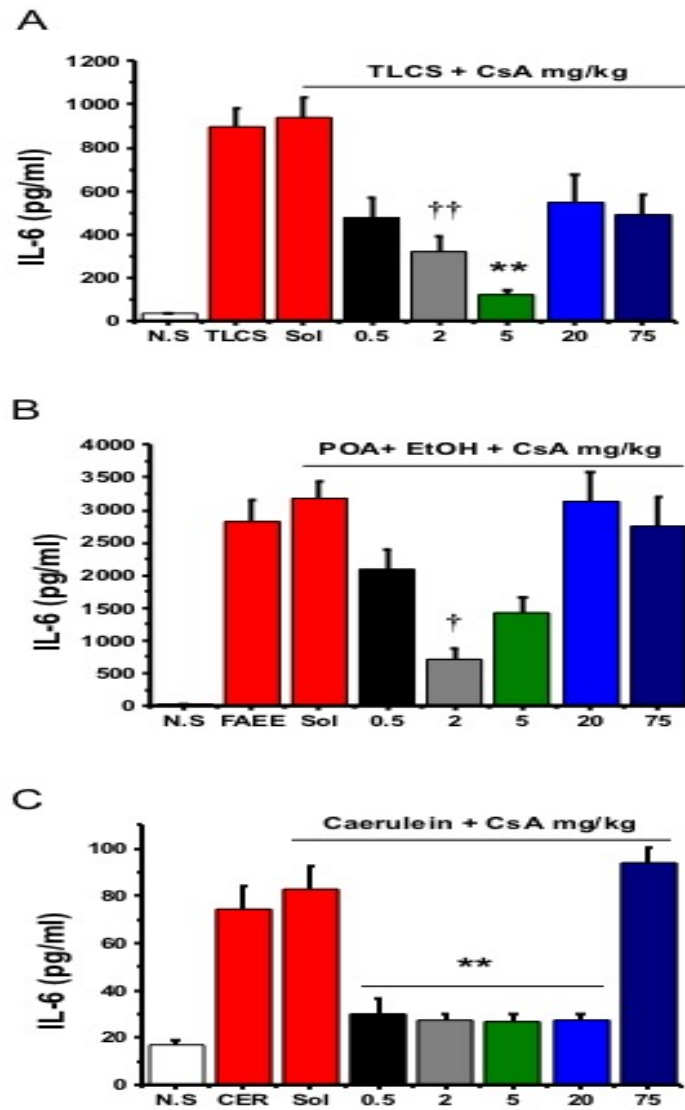 A
TLCS + CsA mg/kg
1200
1000
800
600
400
200
0
IL-6 (pg/ml)
††
**
N.S TLCS Sol 0.5 2 5 20 75
B
POA+ EtOH + CsA mg/kg
4000
3500
3000
2500
2000
1500
1000
500
0
IL-6 (pg/ml)
†
N.S FAEE Sol 0.5 2 5 20 75
C
Caerulein + CsA mg/kg
100
80
60
40
20
0
IL-6 (pg/ml)
**
N.S CER Sol 0.5 2 5 20 75